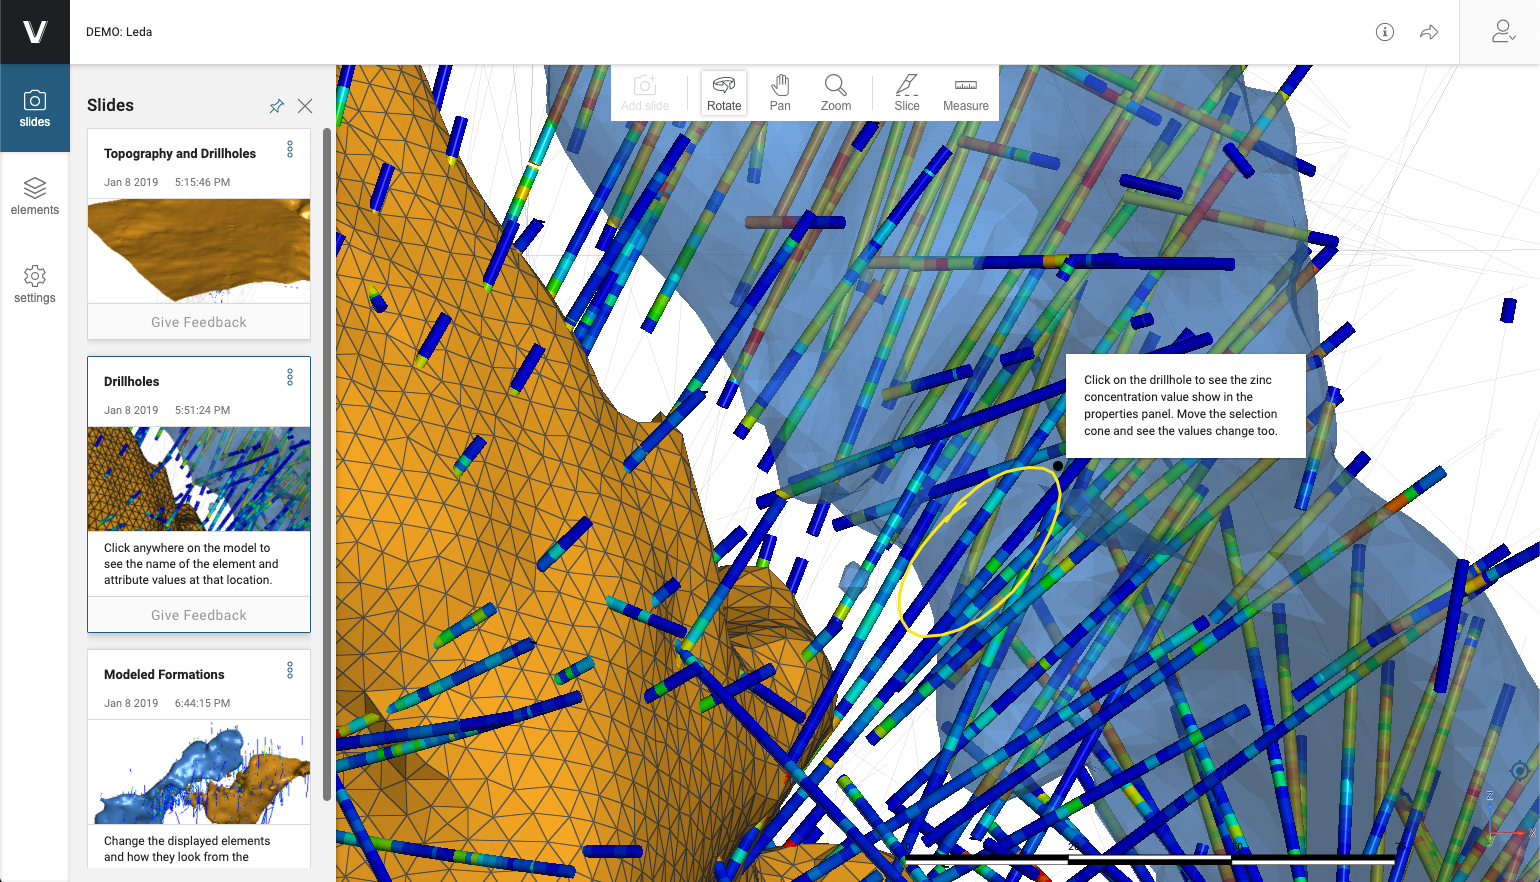 V
DEMO: Leda
slides
elements
settings
Slides
Topography and Drillholes
Jan 8 2019 5:15:46 PM
Give Feedback
Drillholes
Jan 8 2019 5:51:24 PM
Click anywhere on the model to
see the name of the element and
attribute values at that location.
Give Feedback
Modeled Formations
Jan 8 2019 6:44:15 PM
Change the displayed elements
and how they look from the
Add slide
Rotate
Pan
Zoom
Slice
Measure
Click on the drillhole to see the zinc
concentration value show in the
properties panel. Move the selection
cone and see the values change too.
Z
X